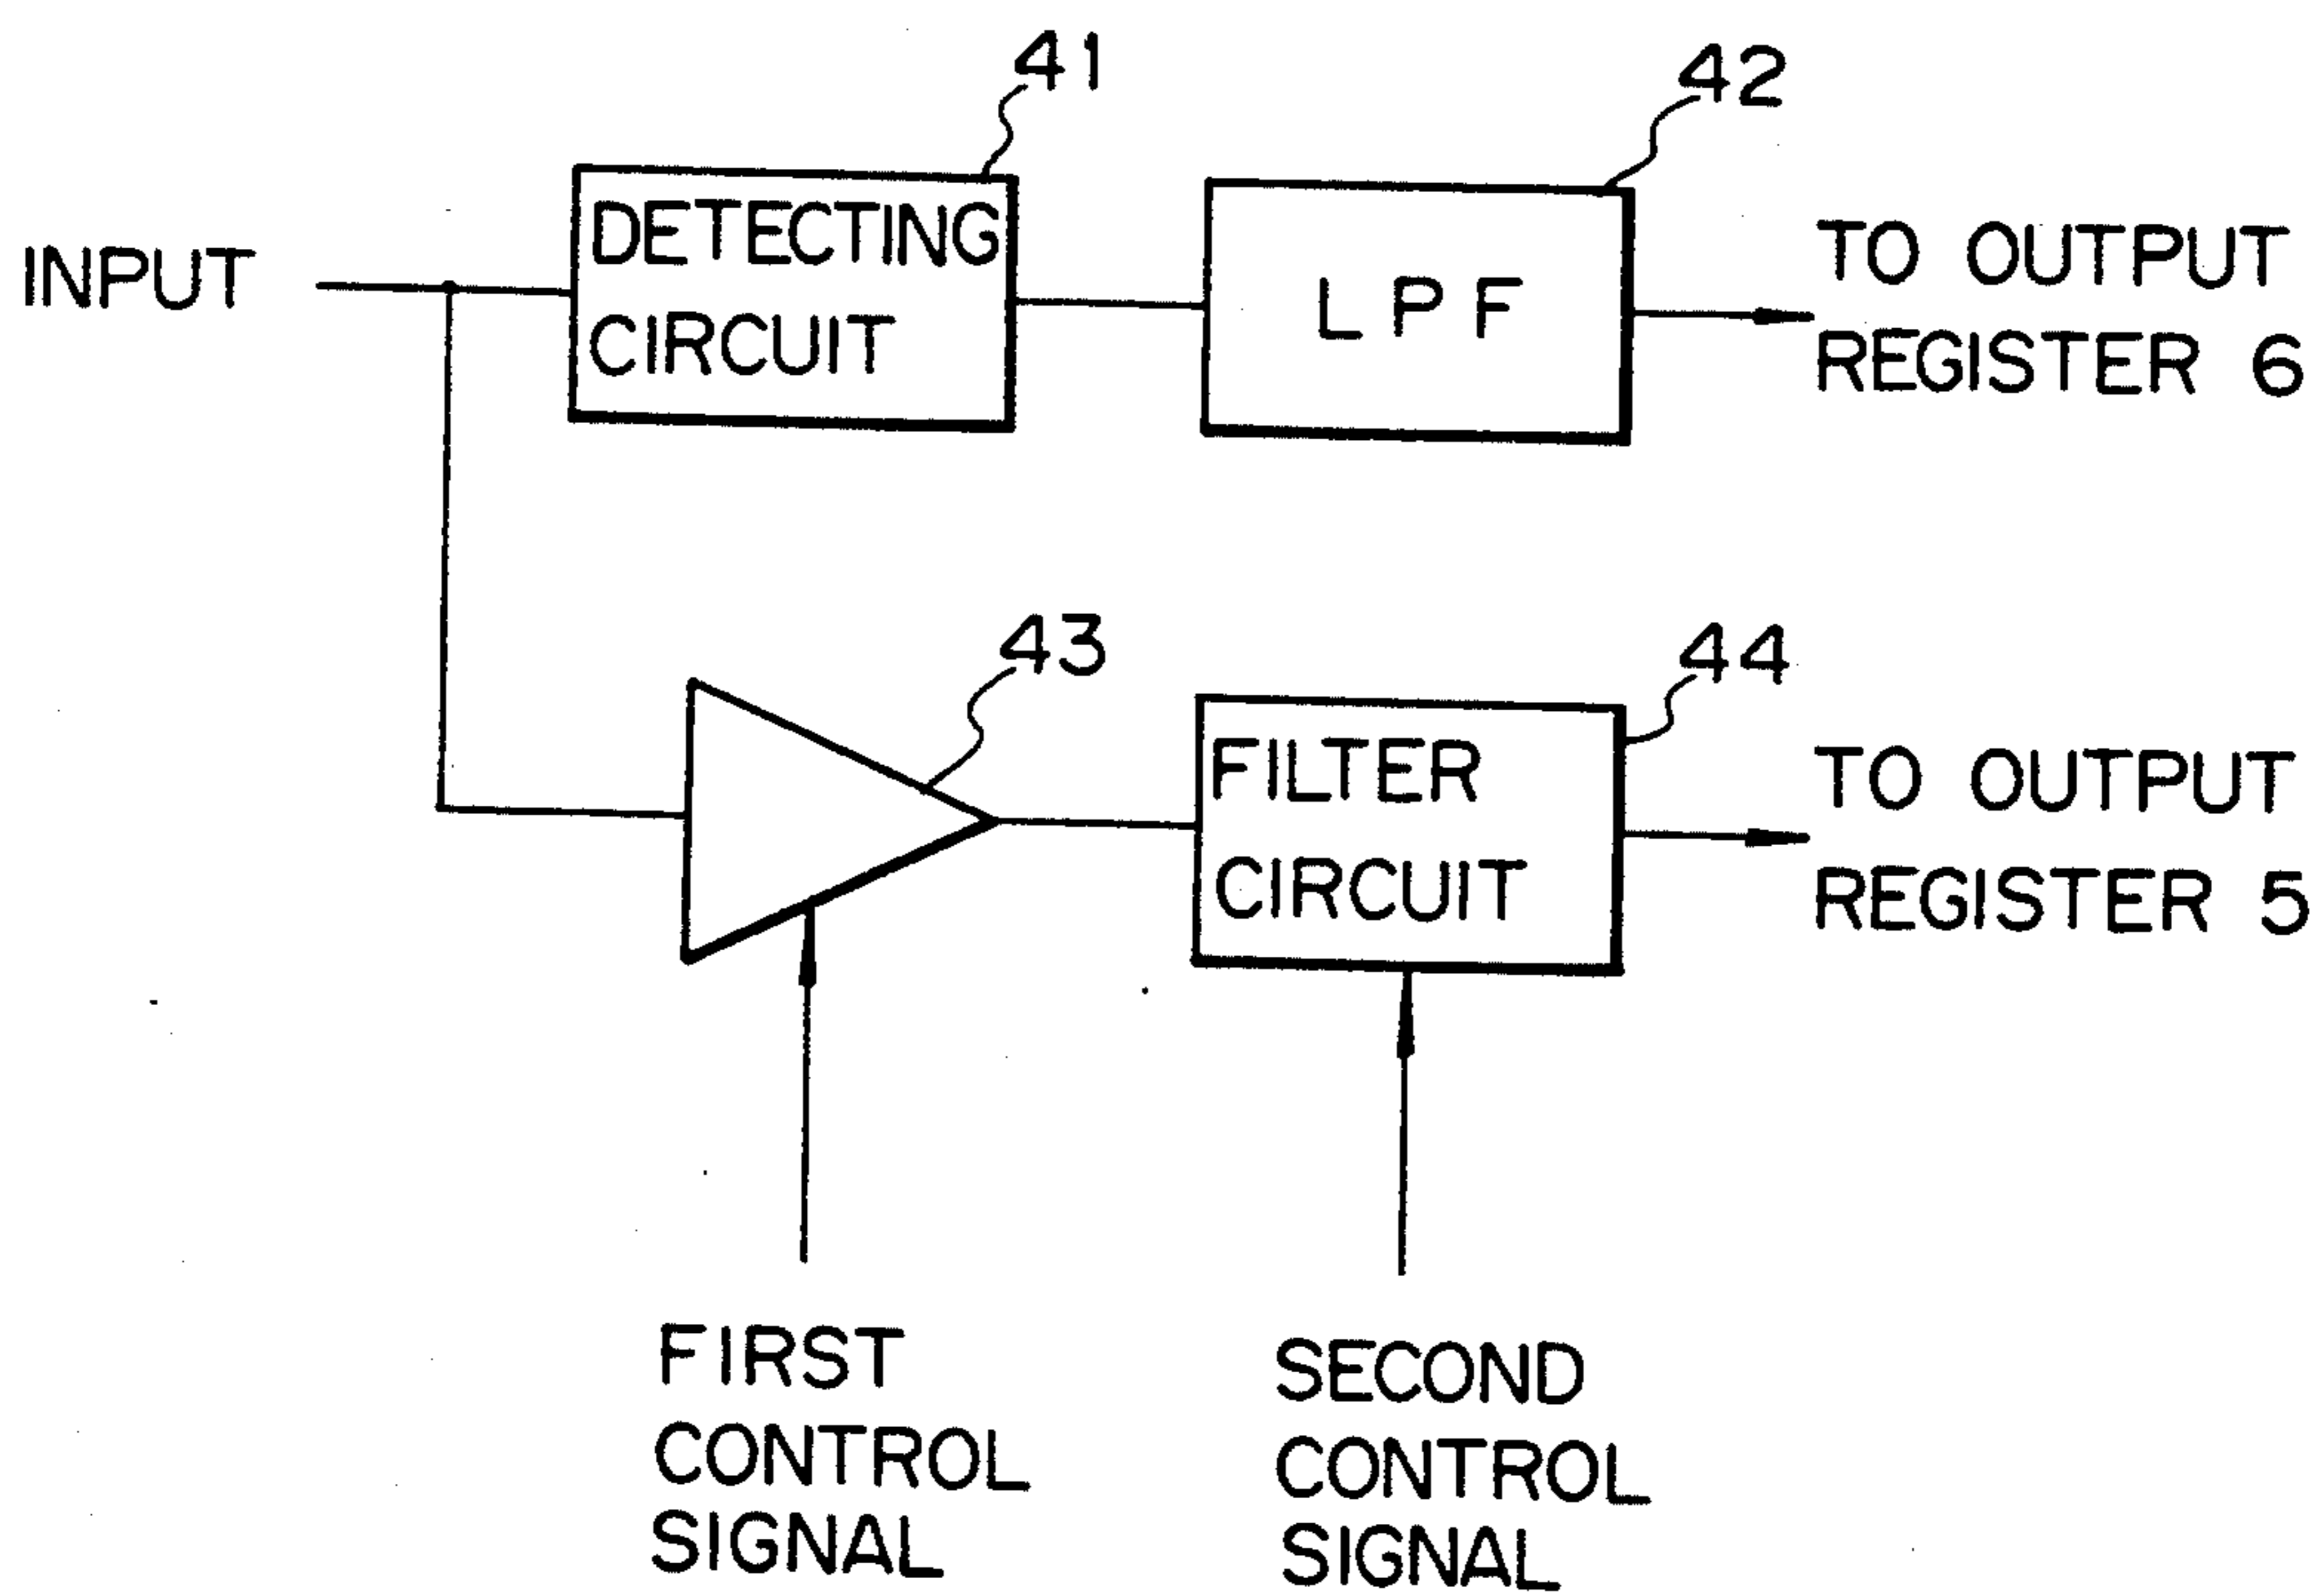 41
42
INPUT
DETECTING
CIRCUIT
LPF
TO OUTPUT
REGISTER 6
43
44
FILTER
CIRCUIT
TO OUTPUT
REGISTER 5
FIRST
CONTROL
SIGNAL
SECOND
CONTROL
SIGNAL